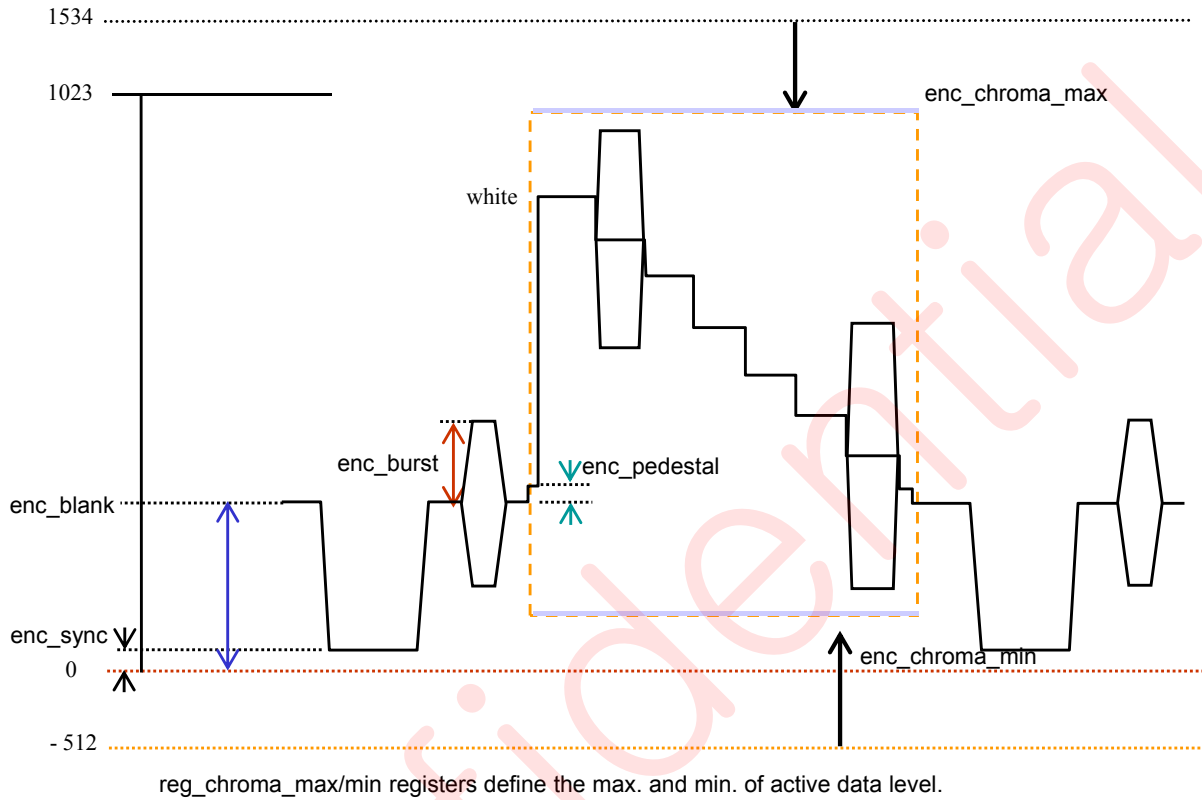 1534
1023
enc_chroma_max
white
enc_burst
enc_pedestal
enc_blank
enc_sync
enc_chroma_min
0
- 512
reg_chroma_max/min registers define the max. and min. of active data level.
fidential